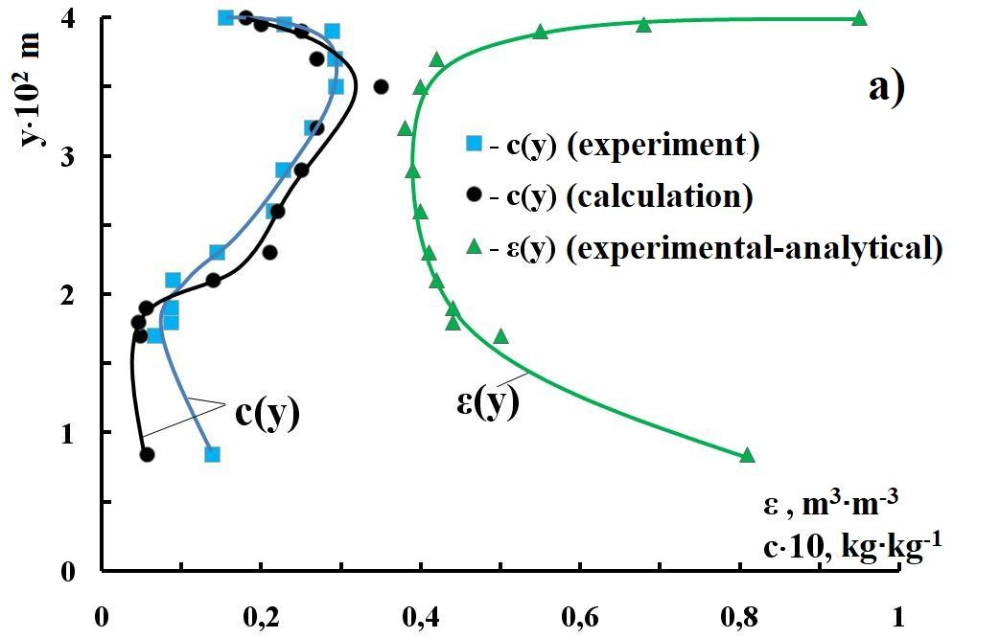 4
y·10² m
a)
- c(y) (experiment)
3
- c(y) (calculation)
- ε(y) (experimental-analytical)
2
c(y)
ε(y)
1
ε , m³·m⁻³
c·10, kg·kg⁻¹
0
0 0,2 0,4 0,6 0,8 1